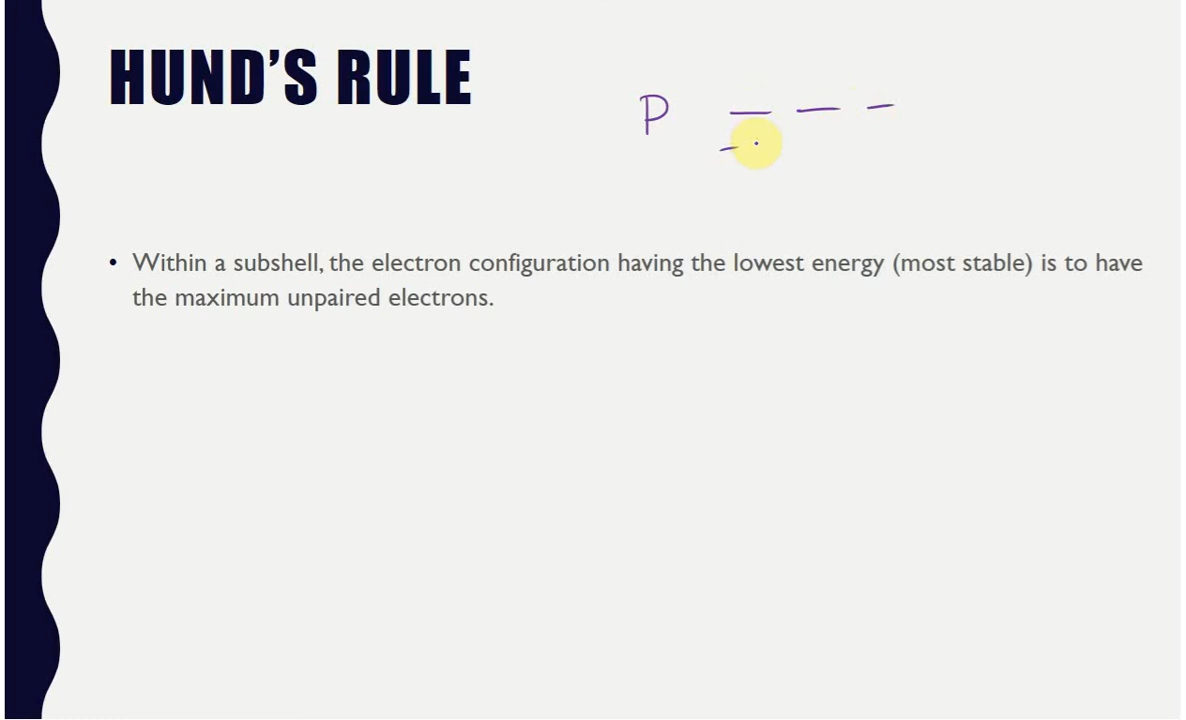 HUND'S RULE
P
• Within a subshell, the electron configuration having the lowest energy (most stable) is to have
the maximum unpaired electrons.